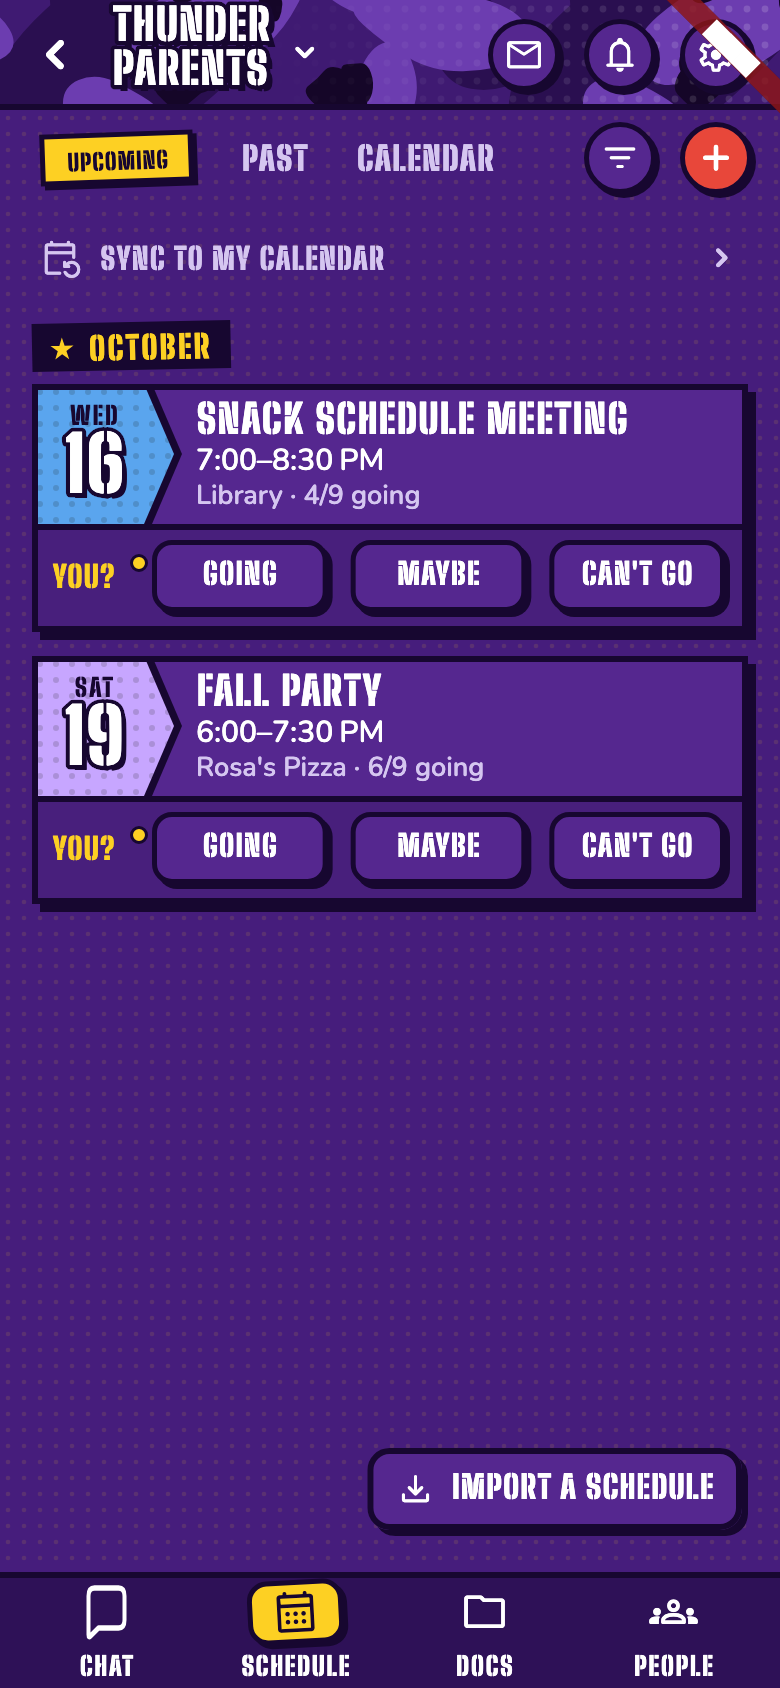 THUNDER
PARENTS
UPCOMING
PAST
CALENDAR
SYNC TO MY CALENDAR
★ OCTOBER
WED
16
SNACK SCHEDULE MEETING
7:00–8:30 PM
Library · 4/9 going
YOU?
GOING
MAYBE
CAN'T GO
SAT
19
FALL PARTY
6:00–7:30 PM
Rosa's Pizza · 6/9 going
YOU?
GOING
MAYBE
CAN'T GO
IMPORT A SCHEDULE
CHAT
SCHEDULE
DOCS
PEOPLE